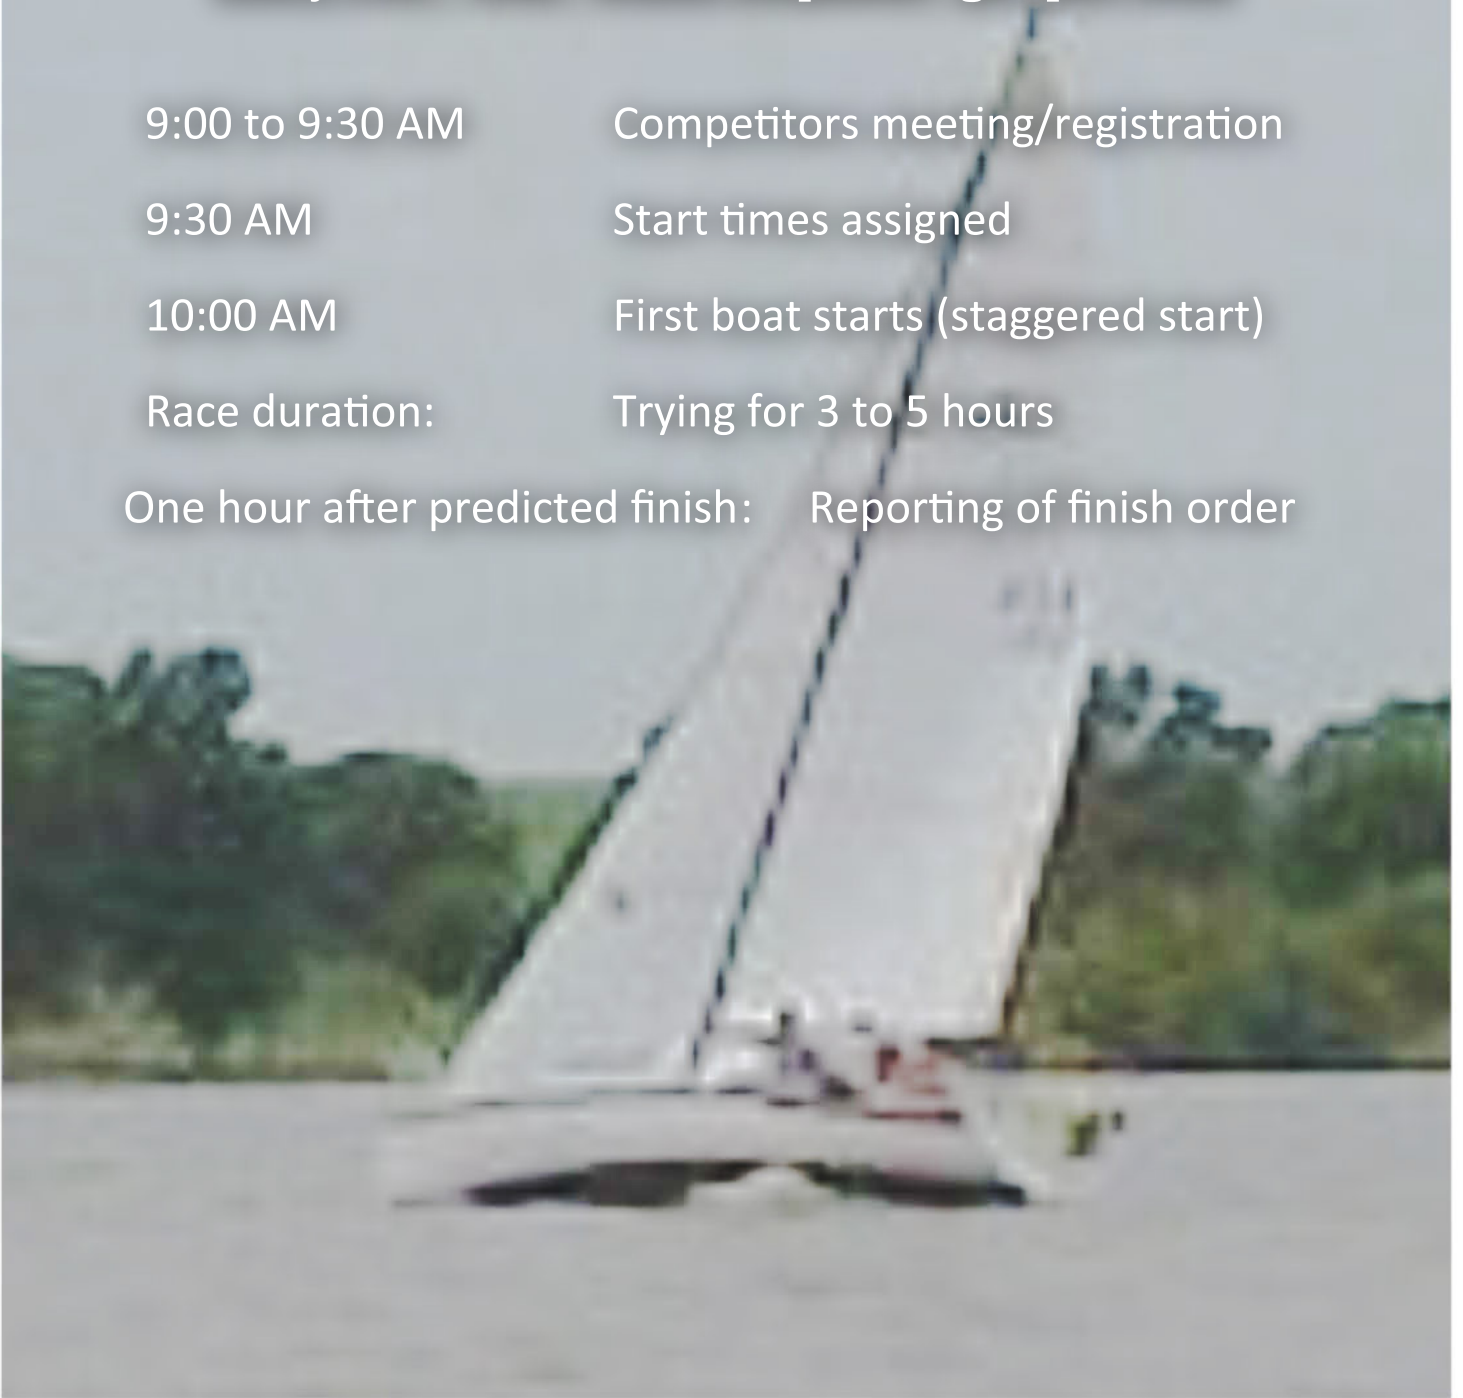 9:00 to 9:30 AM Competitors meeting/registration
9:30 AM Start times assigned
10:00 AM First boat starts (staggered start)
Race duration: Trying for 3 to 5 hours
One hour after predicted finish: Reporting of finish order